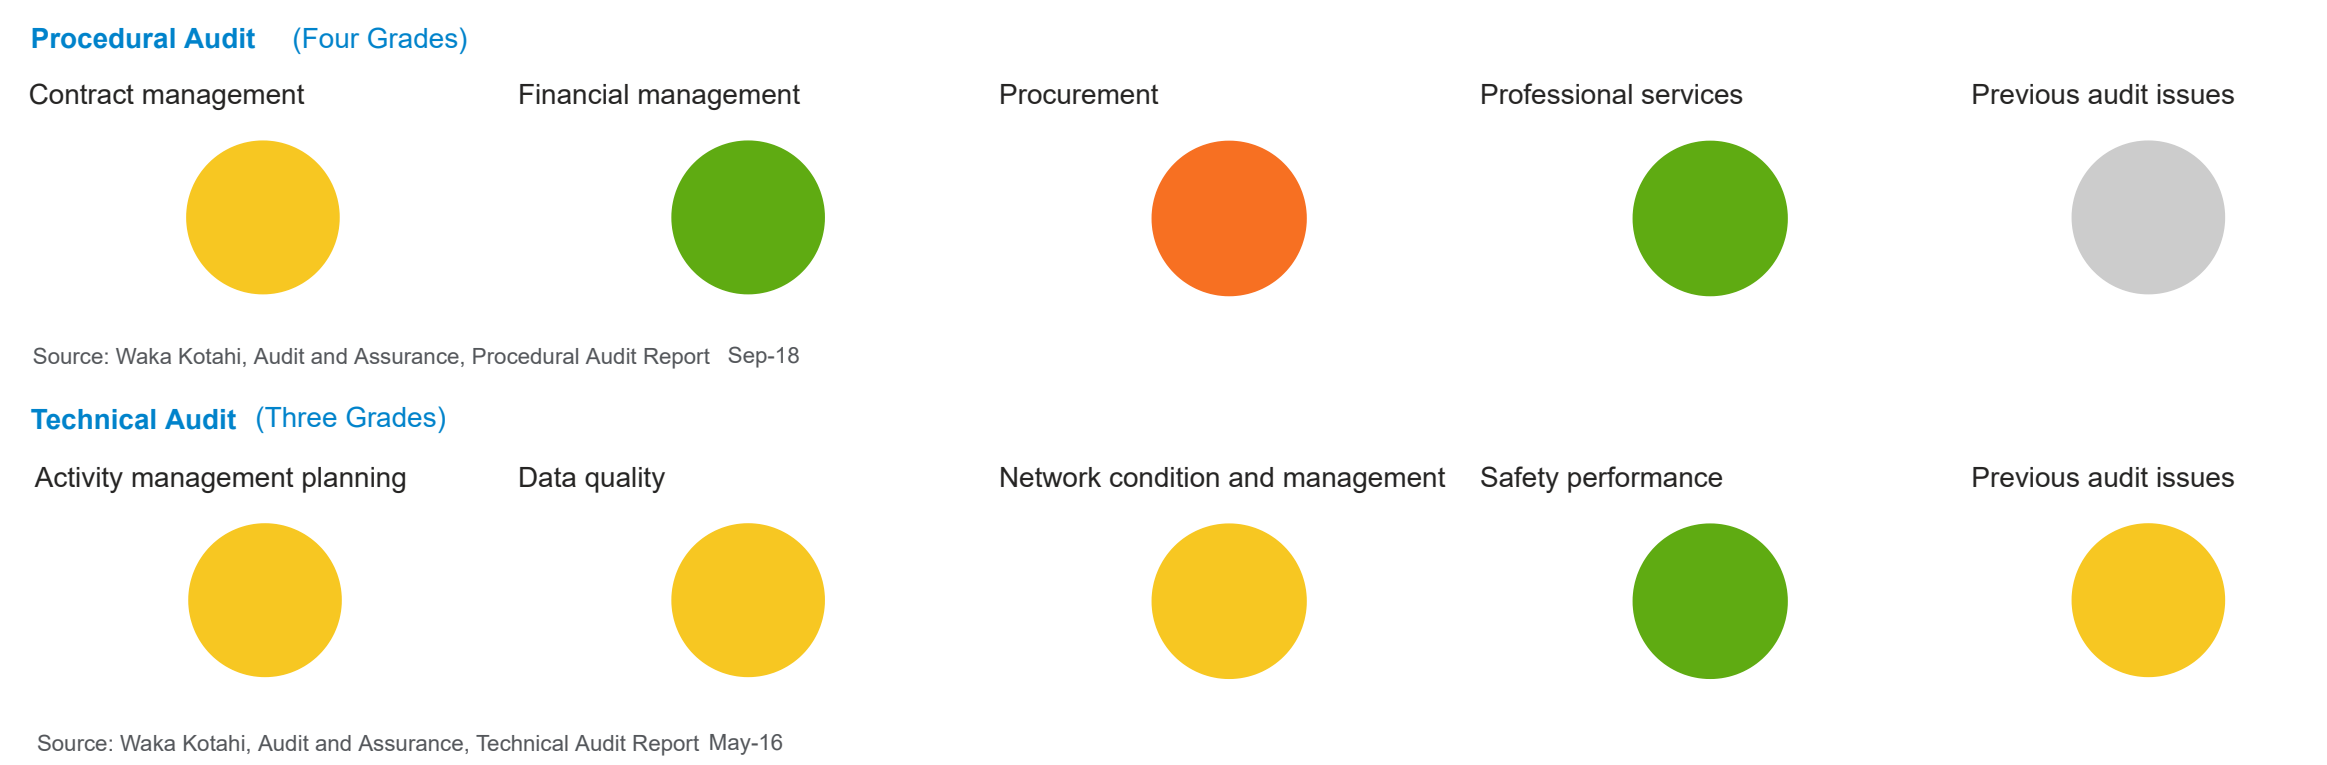 Procedural Audit (Four Grades)
Contract management
Financial management
Procurement
Professional services
Previous audit issues
Source: Waka Kotahi, Audit and Assurance, Procedural Audit Report Sep-18
Technical Audit (Three Grades)
Activity management planning
Data quality
Network condition and management
Safety performance
Previous audit issues
Source: Waka Kotahi, Audit and Assurance, Technical Audit Report May-16